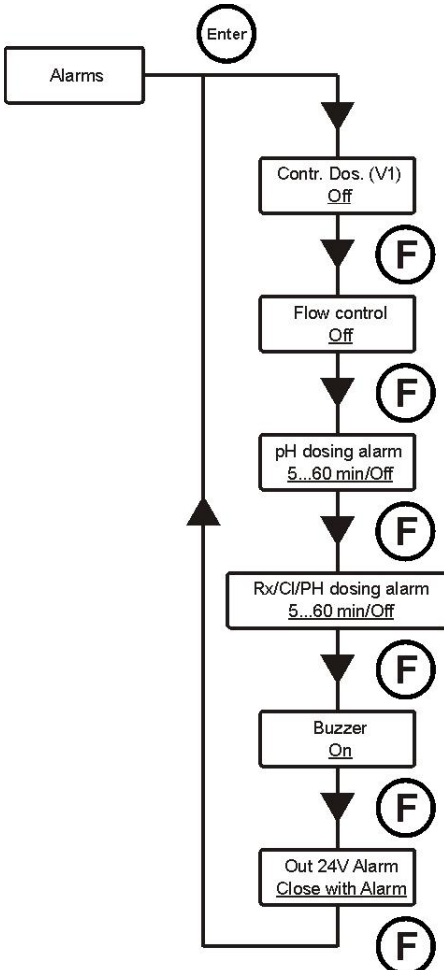 Enter
Alarms
Contr. Dos. (V1)
Off
F
Flow control
Off
F
pH dosing alarm
5...60 min/Off
F
Rx/Cl/PH dosing alarm
5...60 min/Off
F
Buzzer
On
F
Out 24V Alarm
Close with Alarm
F